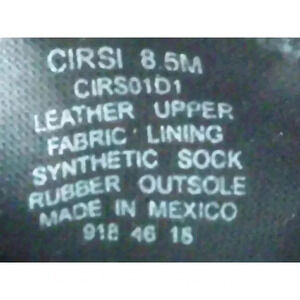 CIRSI 8.5M
CIRS01D1
LEATHER UPPER
FABRIC LINING
SYNTHETIC SOCK
RUBBER OUTSOLE
MADE IN MEXICO
918 46 15